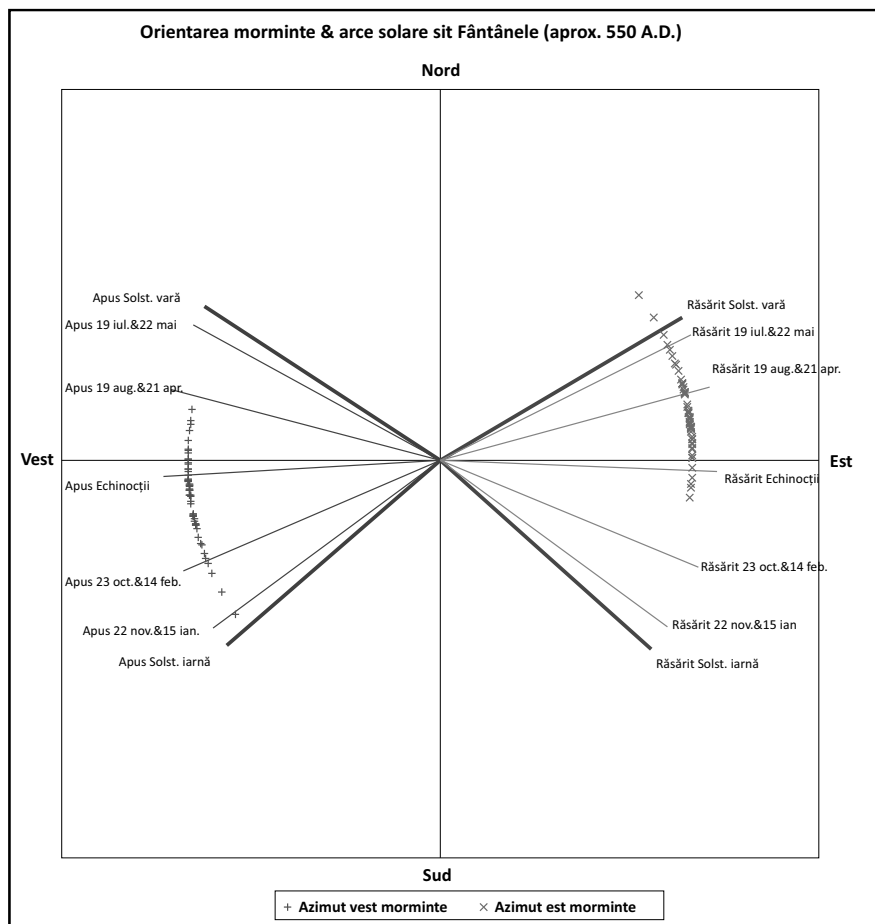 Orientarea morminte & arce solare sit Fântânele (aprox. 550 A.D.)
Nord
Apus Solst. vară
Răsărit Solst. vară
Apus 19 iul.&22 mai
Răsărit 19 iul.&22 mai
Răsărit 19 aug.&21 apr.
Apus 19 aug.&21 apr.
Vest
Est
Apus Echinocții
Răsărit Echinocții
Răsărit 23 oct.&14 feb.
Apus 23 oct.&14 feb.
Răsărit 22 nov.&15 ian
Apus 22 nov.&15 ian.
Apus Solst. iarnă
Răsărit Solst. iarnă
Sud
Azimut vest morminte
Azimut est morminte